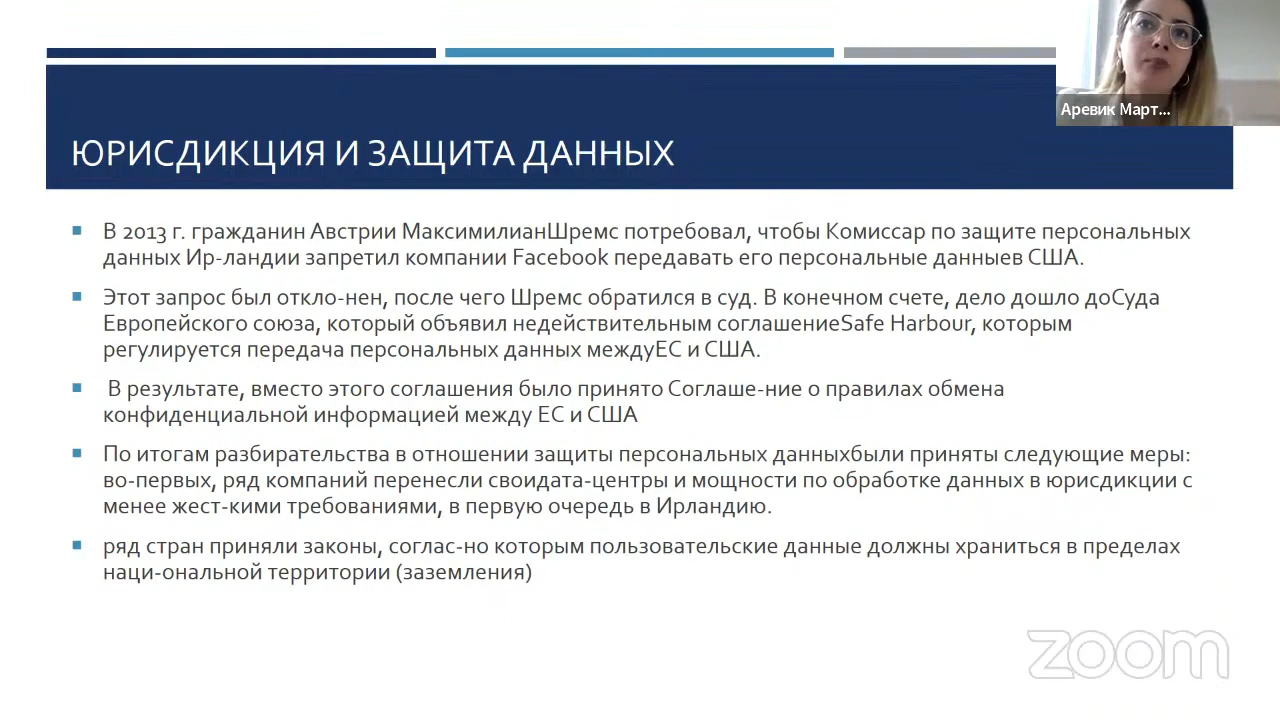 Аревик Март...
ЮРИСДИКЦИЯ И ЗАЩИТА ДАННЫХ
В 2013 г. гражданин Австрии МаксимилианШремс потребовал, чтобы Комиссар по защите персональных
данных Ир-ландии запретил компании Facebook передавать его персональные данныев США.
Этот запрос был откло-нен, после чего Шремс обратился в суд. В конечном счете, дело дошло доСуда
Европейского союза, который объявил недействительным соглашениеSafe Harbour, которым
регулируется передача персональных данных междуЕС и США.
В результате, вместо этого соглашения было принято Соглаше-ние о правилах обмена
конфиденциальной информацией между ЕС и США
По итогам разбирательства в отношении защиты персональных данныхбыли приняты следующие меры:
во-первых, ряд компаний перенесли своидата-центры и мощности по обработке данных в юрисдикции с
менее жест-кими требованиями, в первую очередь в Ирландию.
ряд стран приняли законы, соглас-но которым пользовательские данные должны храниться в пределах
наци-ональной территории (заземления)
zoom